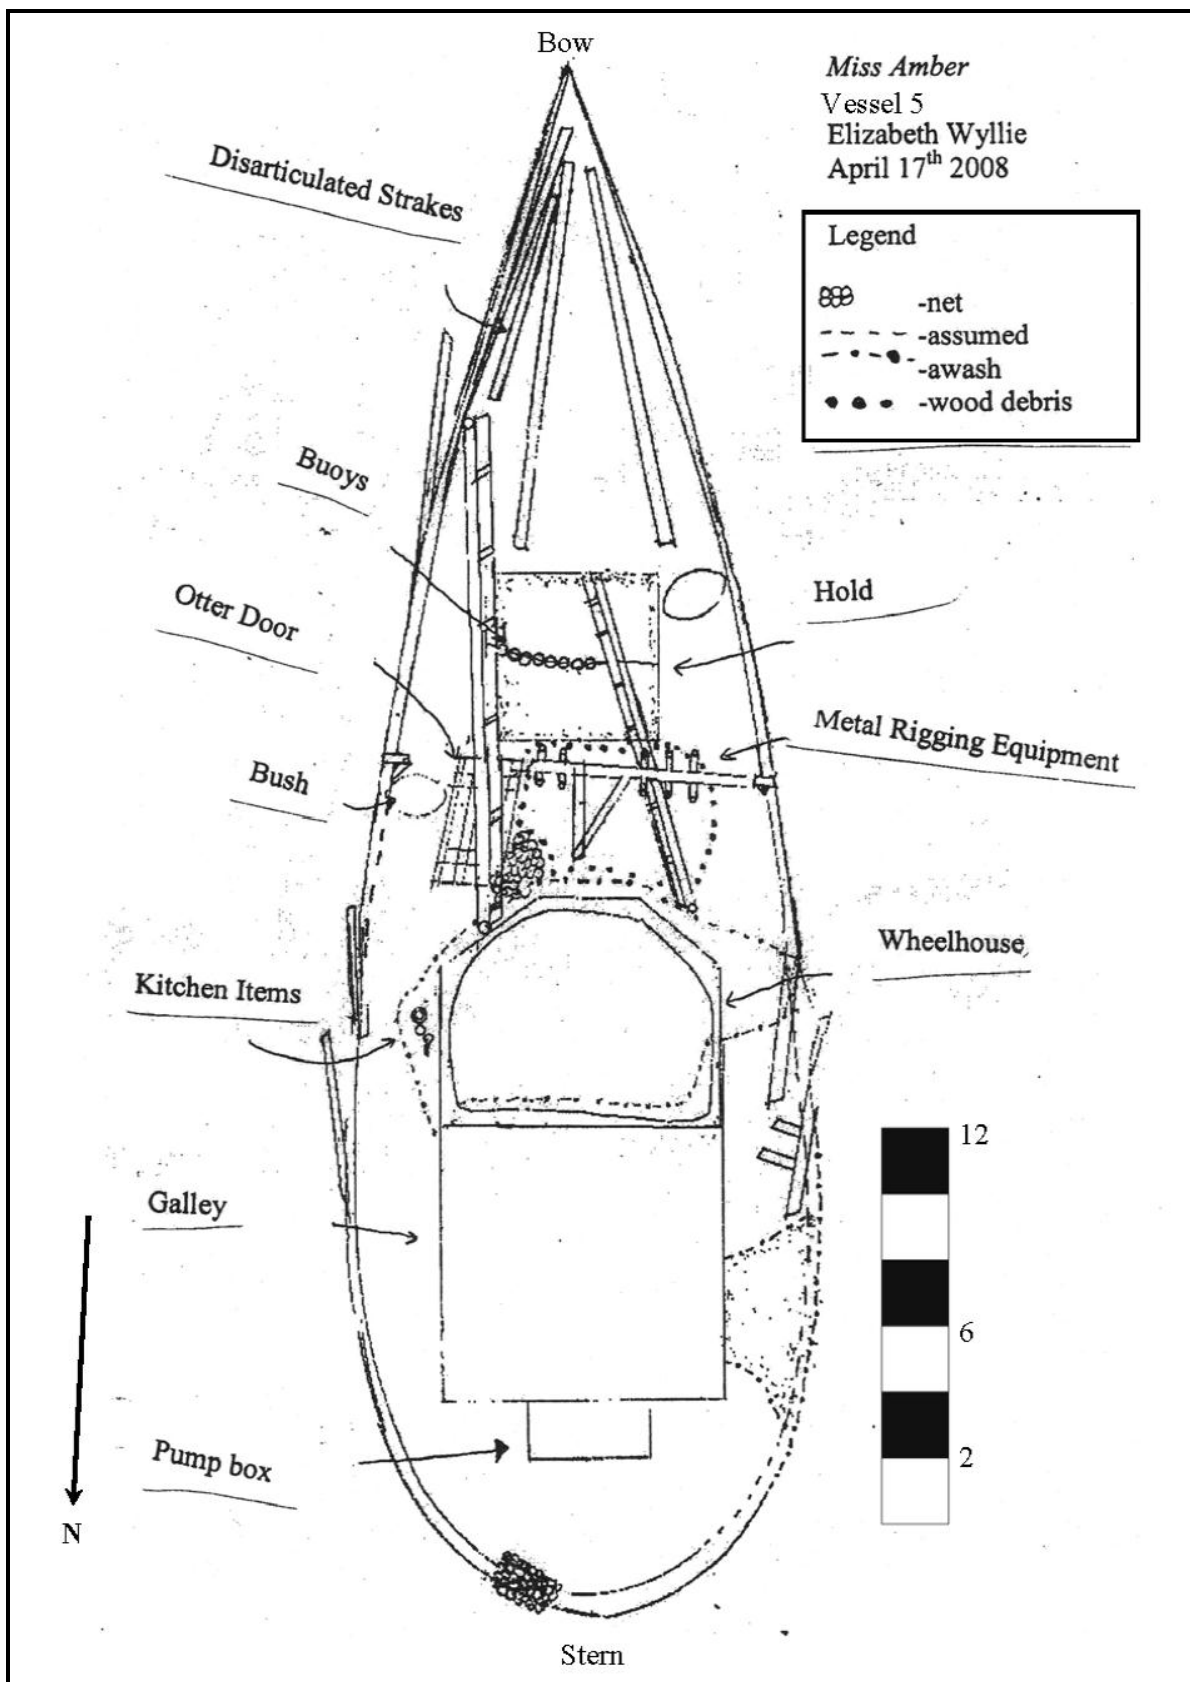 Bow
Miss Amber
Vessel 5
Elizabeth Wyllie
April 17th 2008
Legend
-net
-assumed
-awash
-wood debris
Disarticulated Strakes
Buoys
Otter Door
Bush
Kitchen Items
Galley
Pump box
Hold
Metal Rigging Equipment
Wheelhouse
12
6
2
N
Stern